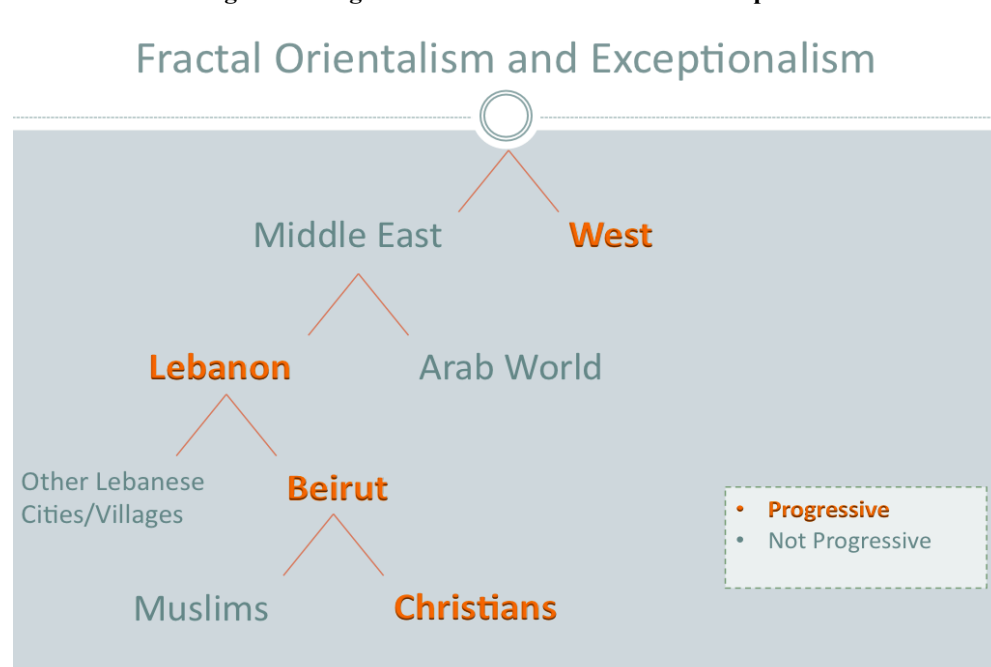 Fractal Orientalism and Exceptionalism
Middle East
West
Lebanon
Arab World
Other Lebanese
Cities/Villages
Beirut
• Progressive
• Not Progressive
Muslims
Christians